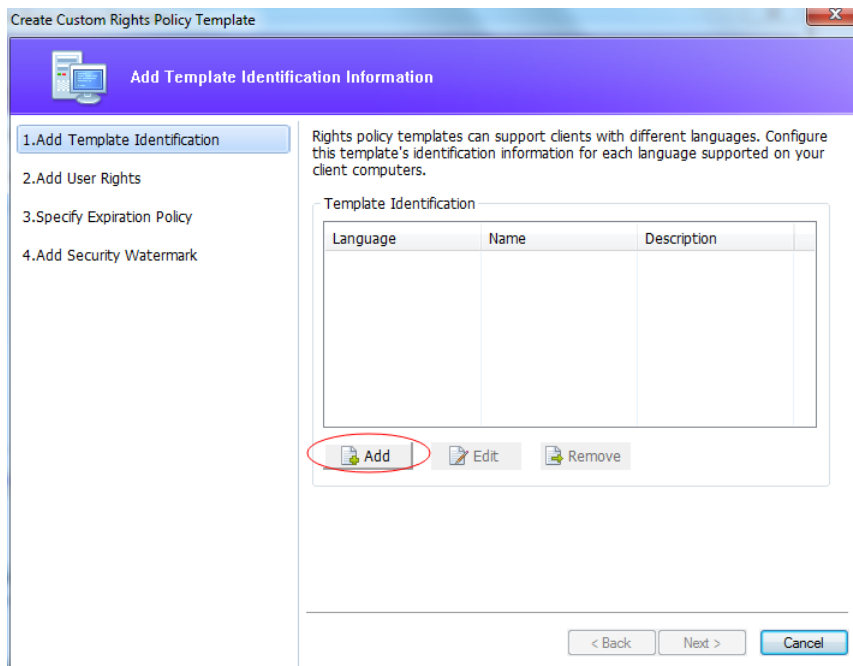 Create Custom Rights Policy Template
Add Template Identification Information
1.Add Template Identification
2.Add User Rights
3.Specify Expiration Policy
4.Add Security Watermark
Rights policy templates can support clients with different languages. Configure
this template's identification information for each language supported on your
client computers.
Template Identification
Language Name Description
Add Edit Remove
< Back Next > Cancel